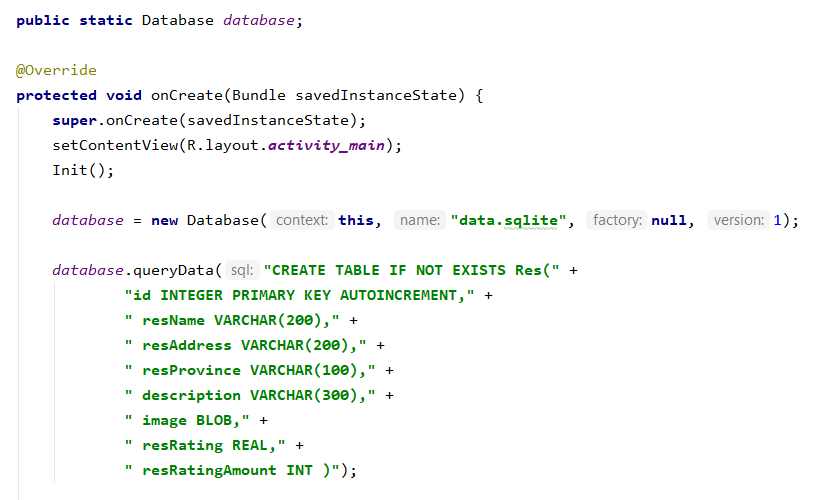 public static Database database;
@Override
protected void onCreate(Bundle savedInstanceState) {
super.onCreate(savedInstanceState);
setContentView(R.layout.activity_main);
Init();
database = new Database( context: this, name: "data.sqlite", factory: null, version: 1);
database.queryData( sql: "CREATE TABLE IF NOT EXISTS Res(" +
"id INTEGER PRIMARY KEY AUTOINCREMENT," +
" resName VARCHAR(200)," +
" resAddress VARCHAR(200)," +
" resProvince VARCHAR(100)," +
" description VARCHAR(300)," +
" image BLOB," +
" resRating REAL," +
" resRatingAmount INT )");